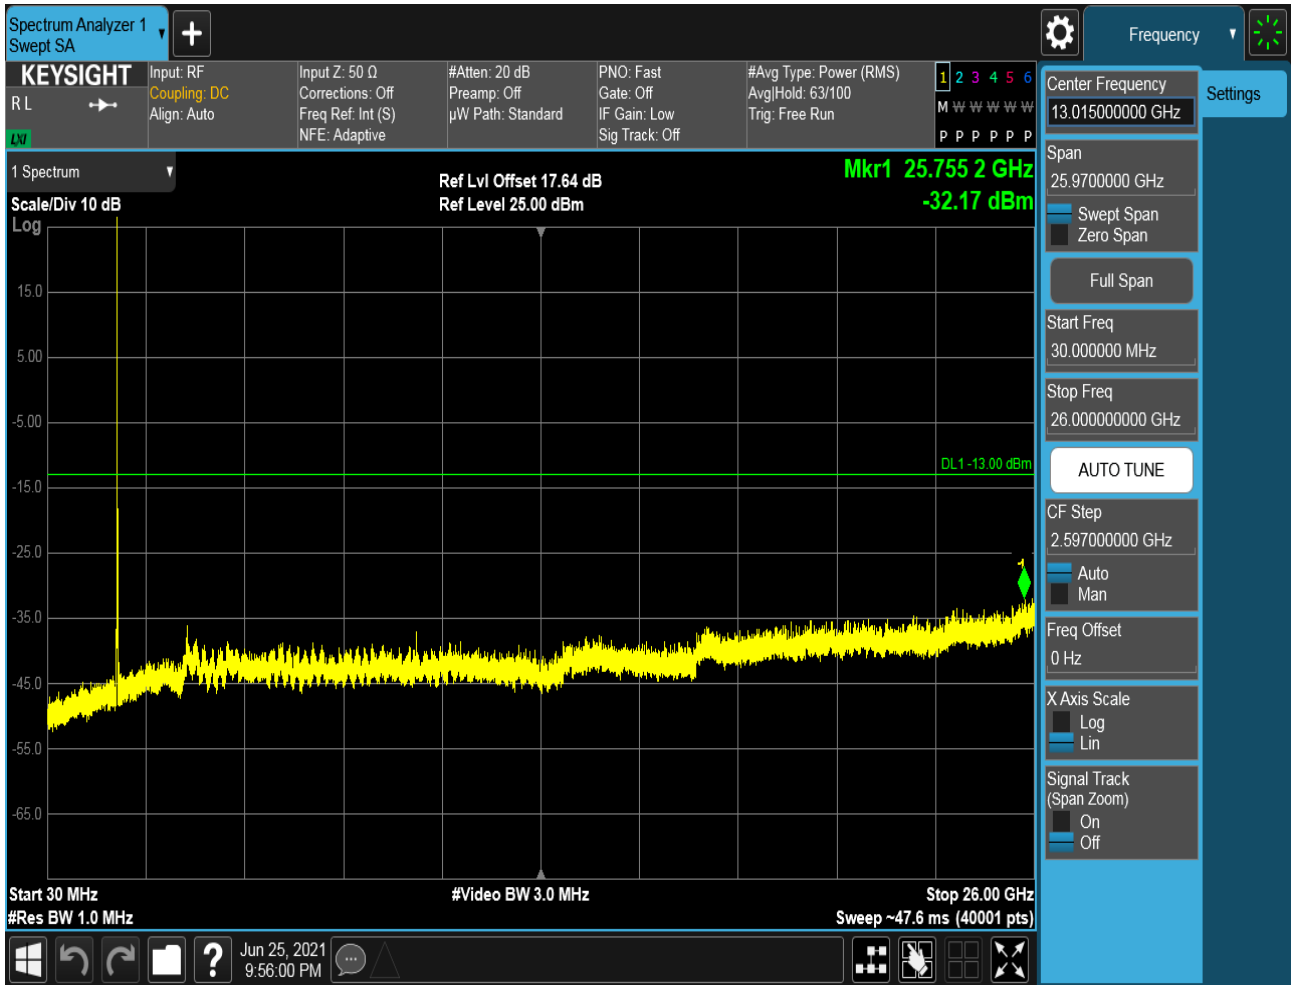 Spectrum Analyzer 1
Swept SA
Frequency
KEYSIGHT
R L
LXI
Input: RF
Coupling: DC
Align: Auto
Input Z: 50 Ω
Corrections: Off
Freq Ref: Int (S)
NFE: Adaptive
#Atten: 20 dB
Preamp: Off
µW Path: Standard
PNO: Fast
Gate: Off
IF Gain: Low
Sig Track: Off
#Avg Type: Power (RMS)
Avg|Hold: 63/100
Trig: Free Run
1 2 3 4 5 6
M W W W W W
P P P P P P
Center Frequency
13.015000000 GHz
Settings
Span
25.9700000 GHz
Swept Span
Zero Span
Full Span
Start Freq
30.000000 MHz
Stop Freq
26.000000000 GHz
AUTO TUNE
CF Step
2.597000000 GHz
Auto
Man
Freq Offset
0 Hz
X Axis Scale
Log
Lin
Signal Track
(Span Zoom)
On
Off
1 Spectrum
Scale/Div 10 dB
Log
Ref Lvl Offset 17.64 dB
Ref Level 25.00 dBm
Mkr1 25.755 2 GHz
-32.17 dBm
15.0
5.00
-5.00
DL1 -13.00 dBm
-15.0
-25.0
1
-35.0
-45.0
-55.0
-65.0
Start 30 MHz
#Video BW 3.0 MHz
Stop 26.00 GHz
#Res BW 1.0 MHz
Sweep ~47.6 ms (40001 pts)
?
Jun 25, 2021
9:56:00 PM